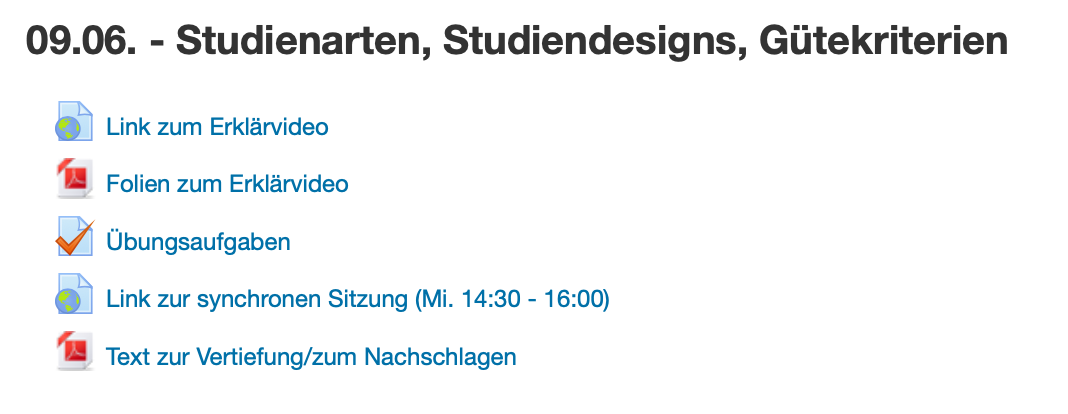 09.06. - Studienarten, Studiendesigns, Gütekriterien
Link zum Erklärvideo
Folien zum Erklärvideo
Übungsaufgaben
Link zur synchronen Sitzung (Mi. 14:30 - 16:00)
Text zur Vertiefung/zum Nachschlagen